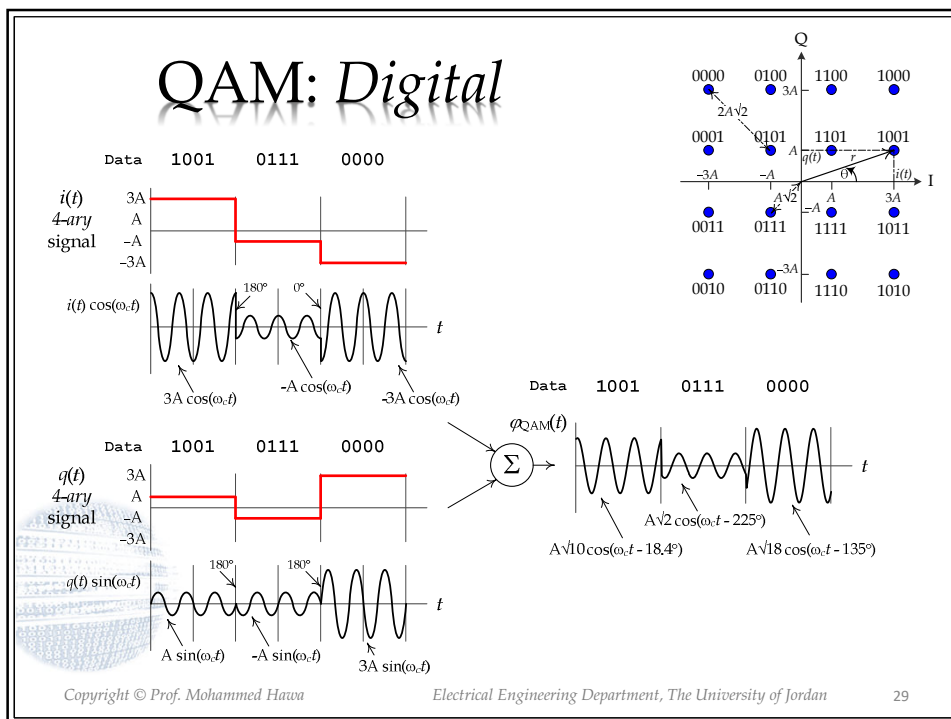 QAM: Digital
Q
0000 0100 1100 1000
3A
2A√2
0001 0101 1101 1001
A q(t) r
θ i(t)
−3A −A I
A√2 −A A 3A
0011 0111 1111 1011
−3A
0010 0110 1110 1010
Data 1001 0111 0000
i(t) 3A
4-ary A
signal −A
−3A
180° 0°
i(t) cos(ωct)
t
-A cos(ωct)
3A cos(ωct) -3A cos(ωct)
Data 1001 0111 0000
q(t) 3A
4-ary A
signal −A
−3A
180° 180°
q(t) sin(ωct)
t
A sin(ωct) -A sin(ωct) 3A sin(ωct)
Σ
Data 1001 0111 0000
φQAM(t)
t
A√2 cos(ωct - 225°)
A√10 cos(ωct - 18.4°) A√18 cos(ωct - 135°)
Copyright © Prof. Mohammed Hawa Electrical Engineering Department, The University of Jordan 29